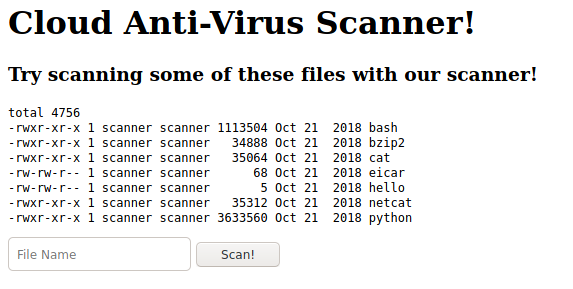 Cloud Anti-Virus Scanner!
Try scanning some of these files with our scanner!
total 4756
-rwxr-xr-x 1 scanner scanner 1113504 Oct 21  2018 bash
-rwxr-xr-x 1 scanner scanner   34888 Oct 21  2018 bzip2
-rwxr-xr-x 1 scanner scanner   35064 Oct 21  2018 cat
-rw-rw-r-- 1 scanner scanner      68 Oct 21  2018 eicar
-rw-rw-r-- 1 scanner scanner       5 Oct 21  2018 hello
-rwxr-xr-x 1 scanner scanner   35312 Oct 21  2018 netcat
-rwxr-xr-x 1 scanner scanner 3633560 Oct 21  2018 python
File Name Scan!